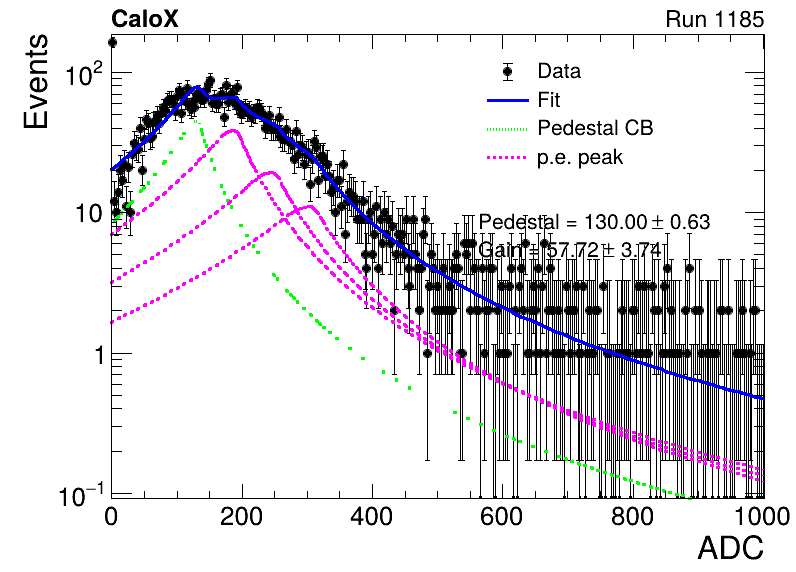 CaloX Run 1185
Events
Data
Fit
Pedestal CB
p.e. peak
Pedestal = 130.00 ± 0.63
Gain = 57.72 ± 3.74
10²
10
1
10⁻¹
0 200 400 600 800 1000
ADC